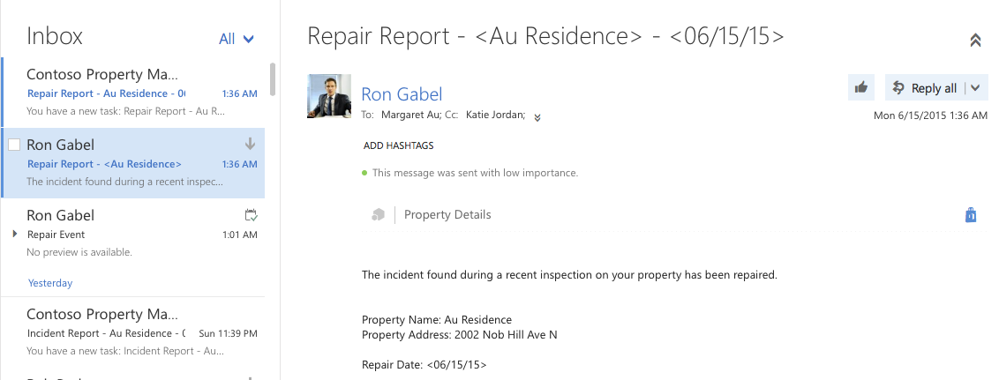 Inbox
All
Contoso Property Ma...
Repair Report - Au Residence - 0
1:36 AM
You have a new task: Repair Report - Au R...
Ron Gabel
Repair Report - <Au Residence>
1:36 AM
The incident found during a recent inspec...
Ron Gabel
Repair Event
1:01 AM
No preview is available.
Yesterday
Contoso Property Ma...
Incident Report - Au Residence -
Sun 11:39 PM
You have a new task: Incident Report - Au...
Repair Report - <Au Residence> - <06/15/15>
Ron Gabel
Reply all
To: Margaret Au; Cc: Katie Jordan;
Mon 6/15/2015 1:36 AM
ADD HASHTAGS
This message was sent with low importance.
Property Details
The incident found during a recent inspection on your property has been repaired.
Property Name: Au Residence
Property Address: 2002 Nob Hill Ave N
Repair Date: <06/15/15>